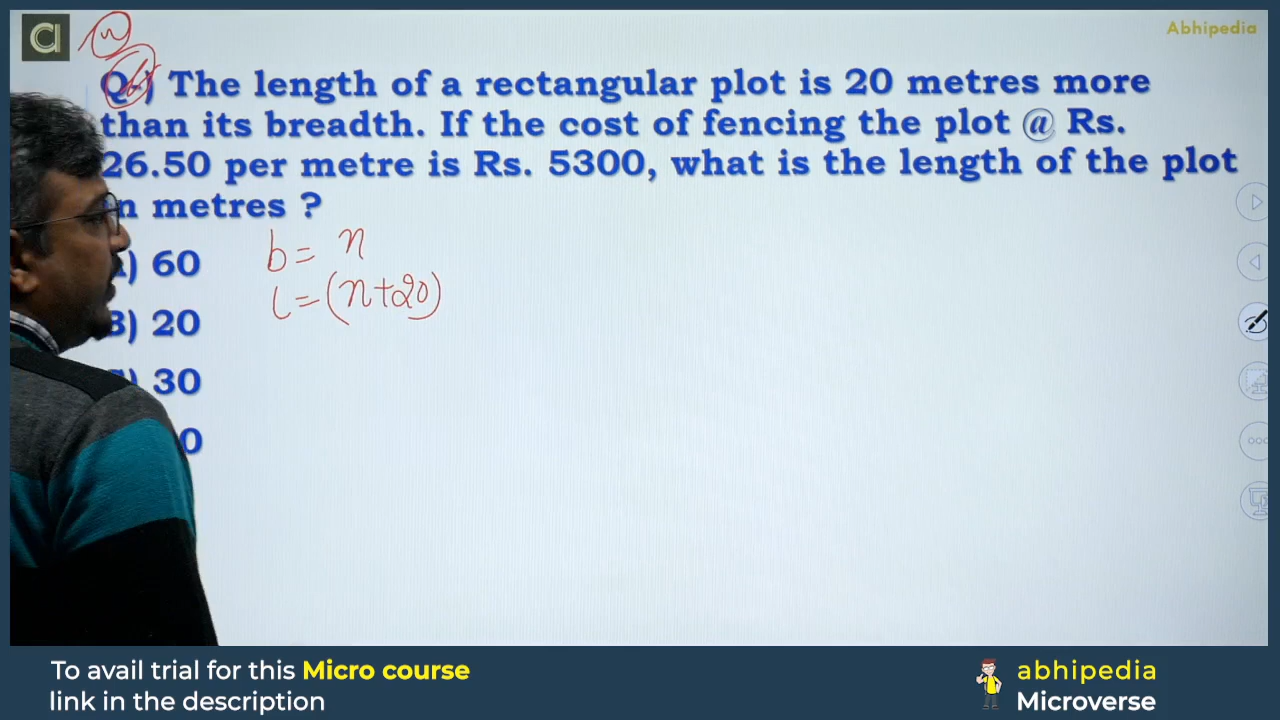 Abhipedia
Q.) The length of a rectangular plot is 20 metres more
than its breadth. If the cost of fencing the plot @ Rs.
26.50 per metre is Rs. 5300, what is the length of the plot
n metres ?
) 60
B) 20
) 30
0
b = x
l = (x+20)
To avail trial for this Micro course
link in the description
abhipedia
Microverse